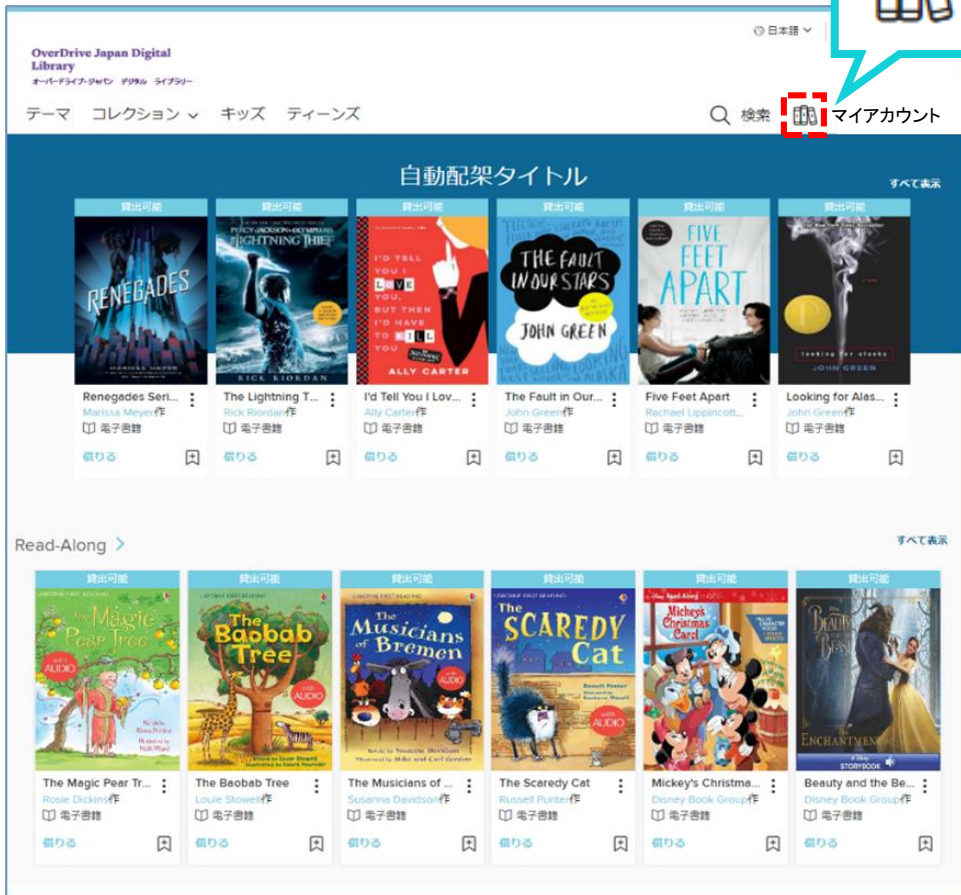 日本語
OverDrive Japan Digital
Library
オーバードライブ・ジャパン デジタル ライブラリー
テーマ コレクション キッズ ティーンズ 検索 マイアカウント
自動配架タイトル
すべて表示
貸出可能 貸出可能 貸出可能 貸出可能 貸出可能 貸出可能
RENEGADES
MARISSA MEYER
PERCY JACKSON
LIGHTNING THIEF
RICK RIORDAN
I'D TELL
YOU I
LOVE
YOU,
BUT THEN
I'D HAVE
TO KILL
YOU
ALLY CARTER
THE FAULT
IN OUR STARS
JOHN GREEN
FIVE
FEET
APART
looking for alaska
JOHN GREEN
Renegades Seri... The Lightning T... I'd Tell You I Lov... The Fault in Our... Five Feet Apart Looking for Alas...
Marissa Meyer作 Rick Riordan作 Ally Carter作 John Green作 Rachael Lippincott... John Green作
電子書籍 電子書籍 電子書籍 電子書籍 電子書籍 電子書籍
借りる 借りる 借りる 借りる 借りる 借りる
Read-Along すべて表示
貸出可能 貸出可能 貸出可能 貸出可能 貸出可能 貸出可能
The Magic
Pear Tree
with
AUDIO
The
Baobab
Tree
with
AUDIO
The
Musicians
of Bremen
The
SCAREDY
Cat
Russell Punter
with
AUDIO
Disney Read-Along
Mickey's
Christmas
Carol
BEAUTY
AND THE
BEAST
ENCHANTMENT
A Disney
STORYBOOK
The Magic Pear Tr... The Baobab Tree The Musicians of ... The Scaredy Cat Mickey's Christma... Beauty and the Be...
Rosie Dickins作 Louie Stowell作 Susanna Davidson作 Russell Punter作 Disney Book Group作 Disney Book Group作
電子書籍 電子書籍 電子書籍 電子書籍 電子書籍 電子書籍
借りる 借りる 借りる 借りる 借りる 借りる